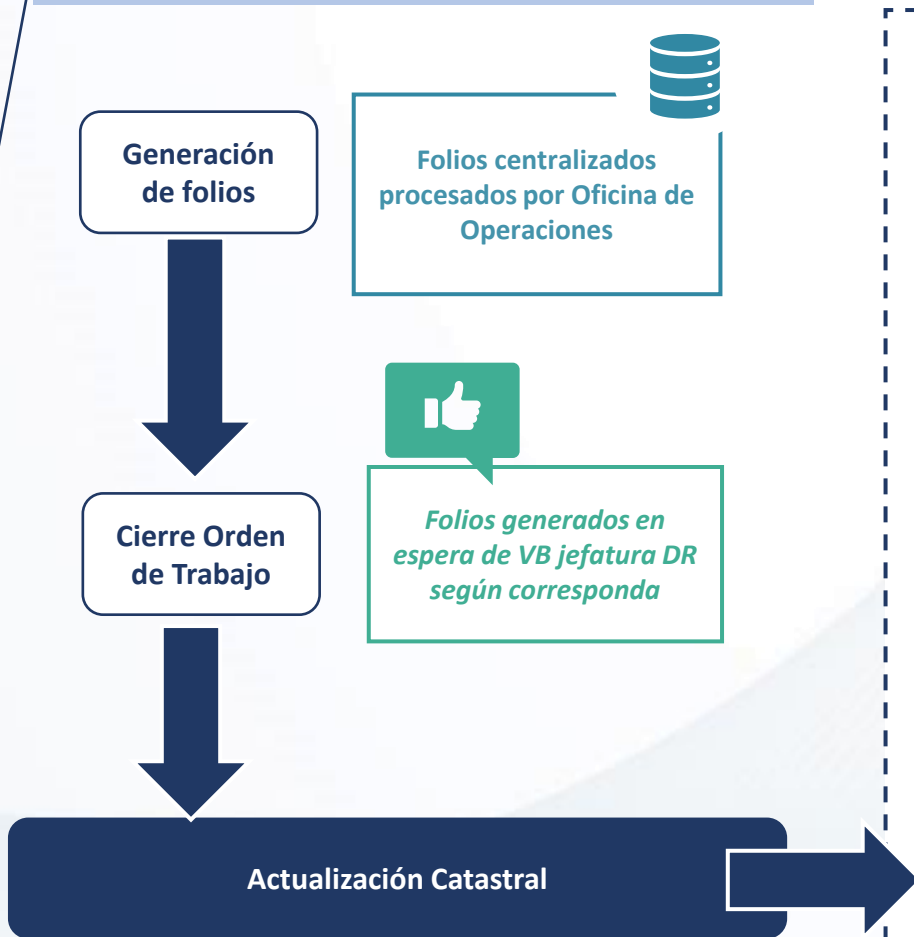 Generación
de folios
Folios centralizados
procesados por Oficina de
Operaciones
Cierre Orden
de Trabajo
Folios generados en
espera de VB jefatura DR
según corresponda
Actualización Catastral